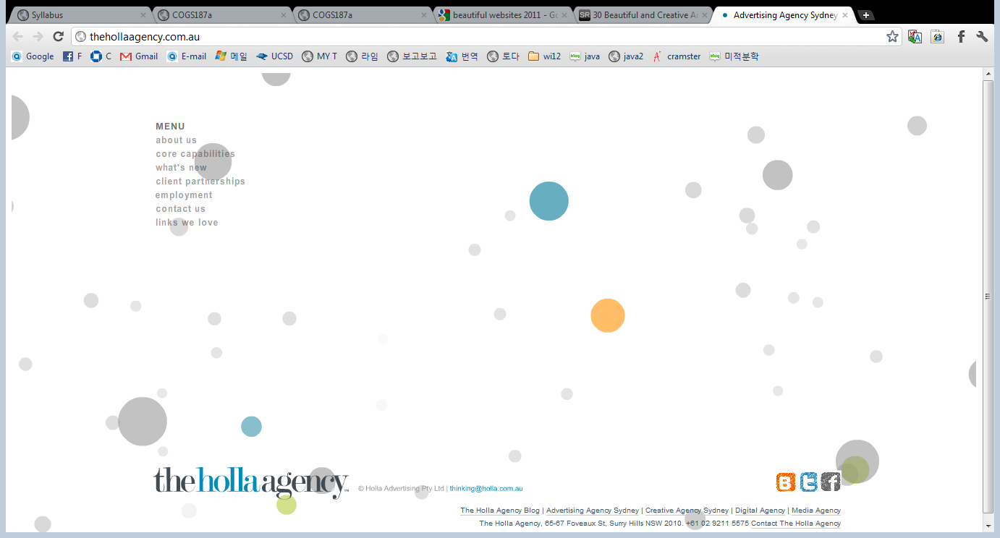 Syllabus COGS187a COGS187a beautiful websites 2011 - Go SR 30 Beautiful and Creative Ad Advertising Agency Sydney
thehollaagency.com.au
Google F C Gmail E-mail 메일 UCSD MY T 라임 보고보고 번역 토다 wi12 java java2 cramster 미적분학
MENU
about us
core capabilities
what's new
client partnerships
employment
contact us
links we love
the holla agency™ © Holla Advertising Pty Ltd | thinking@holla.com.au
The Holla Agency Blog | Advertising Agency Sydney | Creative Agency Sydney | Digital Agency | Media Agency
The Holla Agency, 65-67 Foveaux St, Surry Hills NSW 2010. +61 02 9211 5575 Contact The Holla Agency